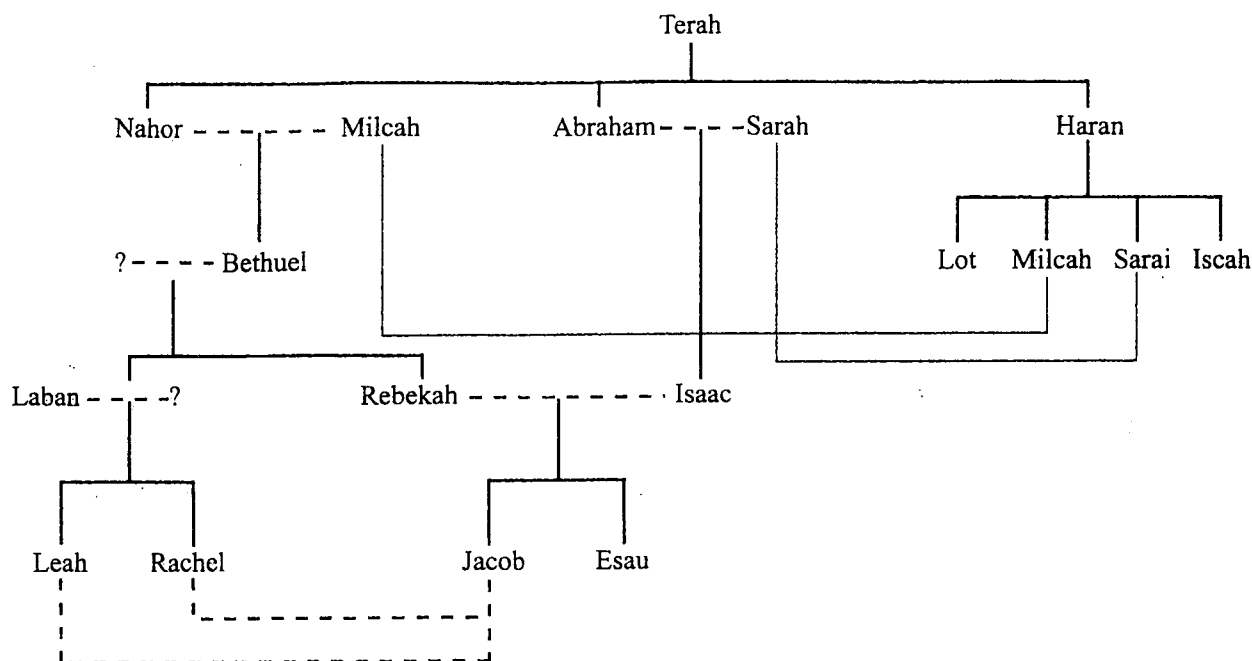 Terah
Nahor Milcah Abraham Sarah Haran
? Bethuel Lot Milcah Sarai Iscah
Laban ? Rebekah Isaac
Leah Rachel Jacob Esau